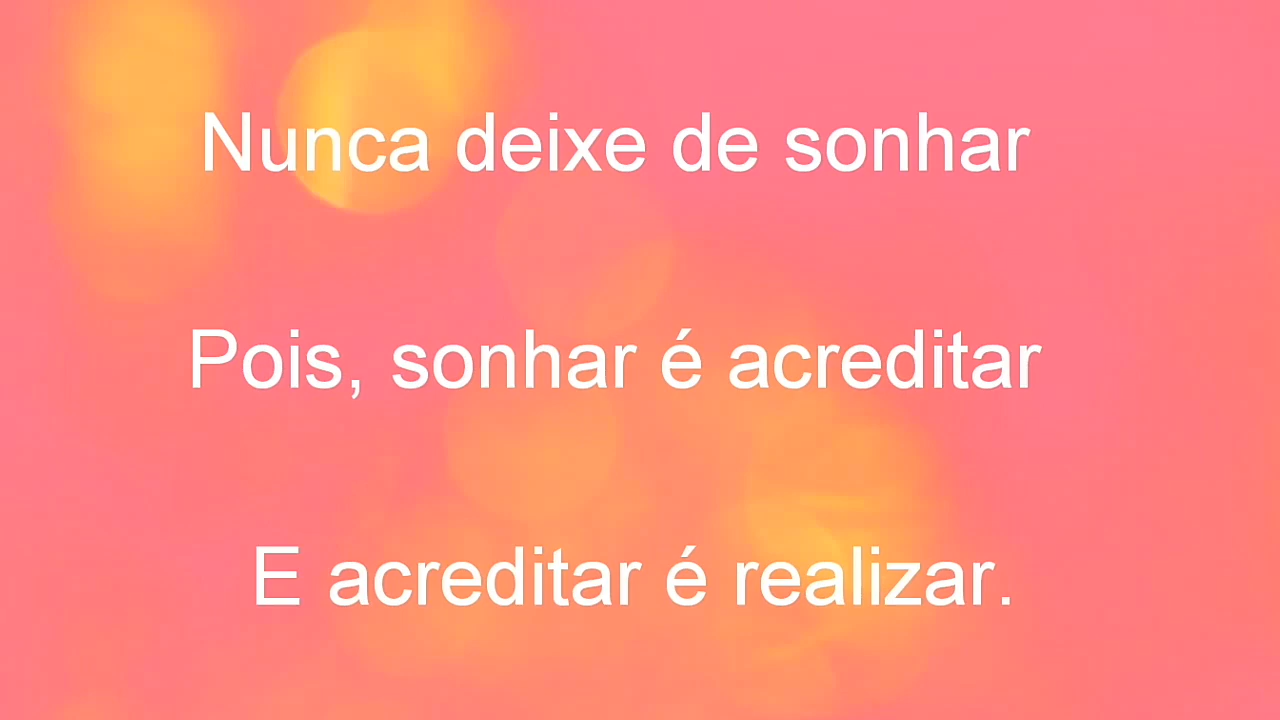 Nunca deixe de sonhar
Pois, sonhar é acreditar
E acreditar é realizar.